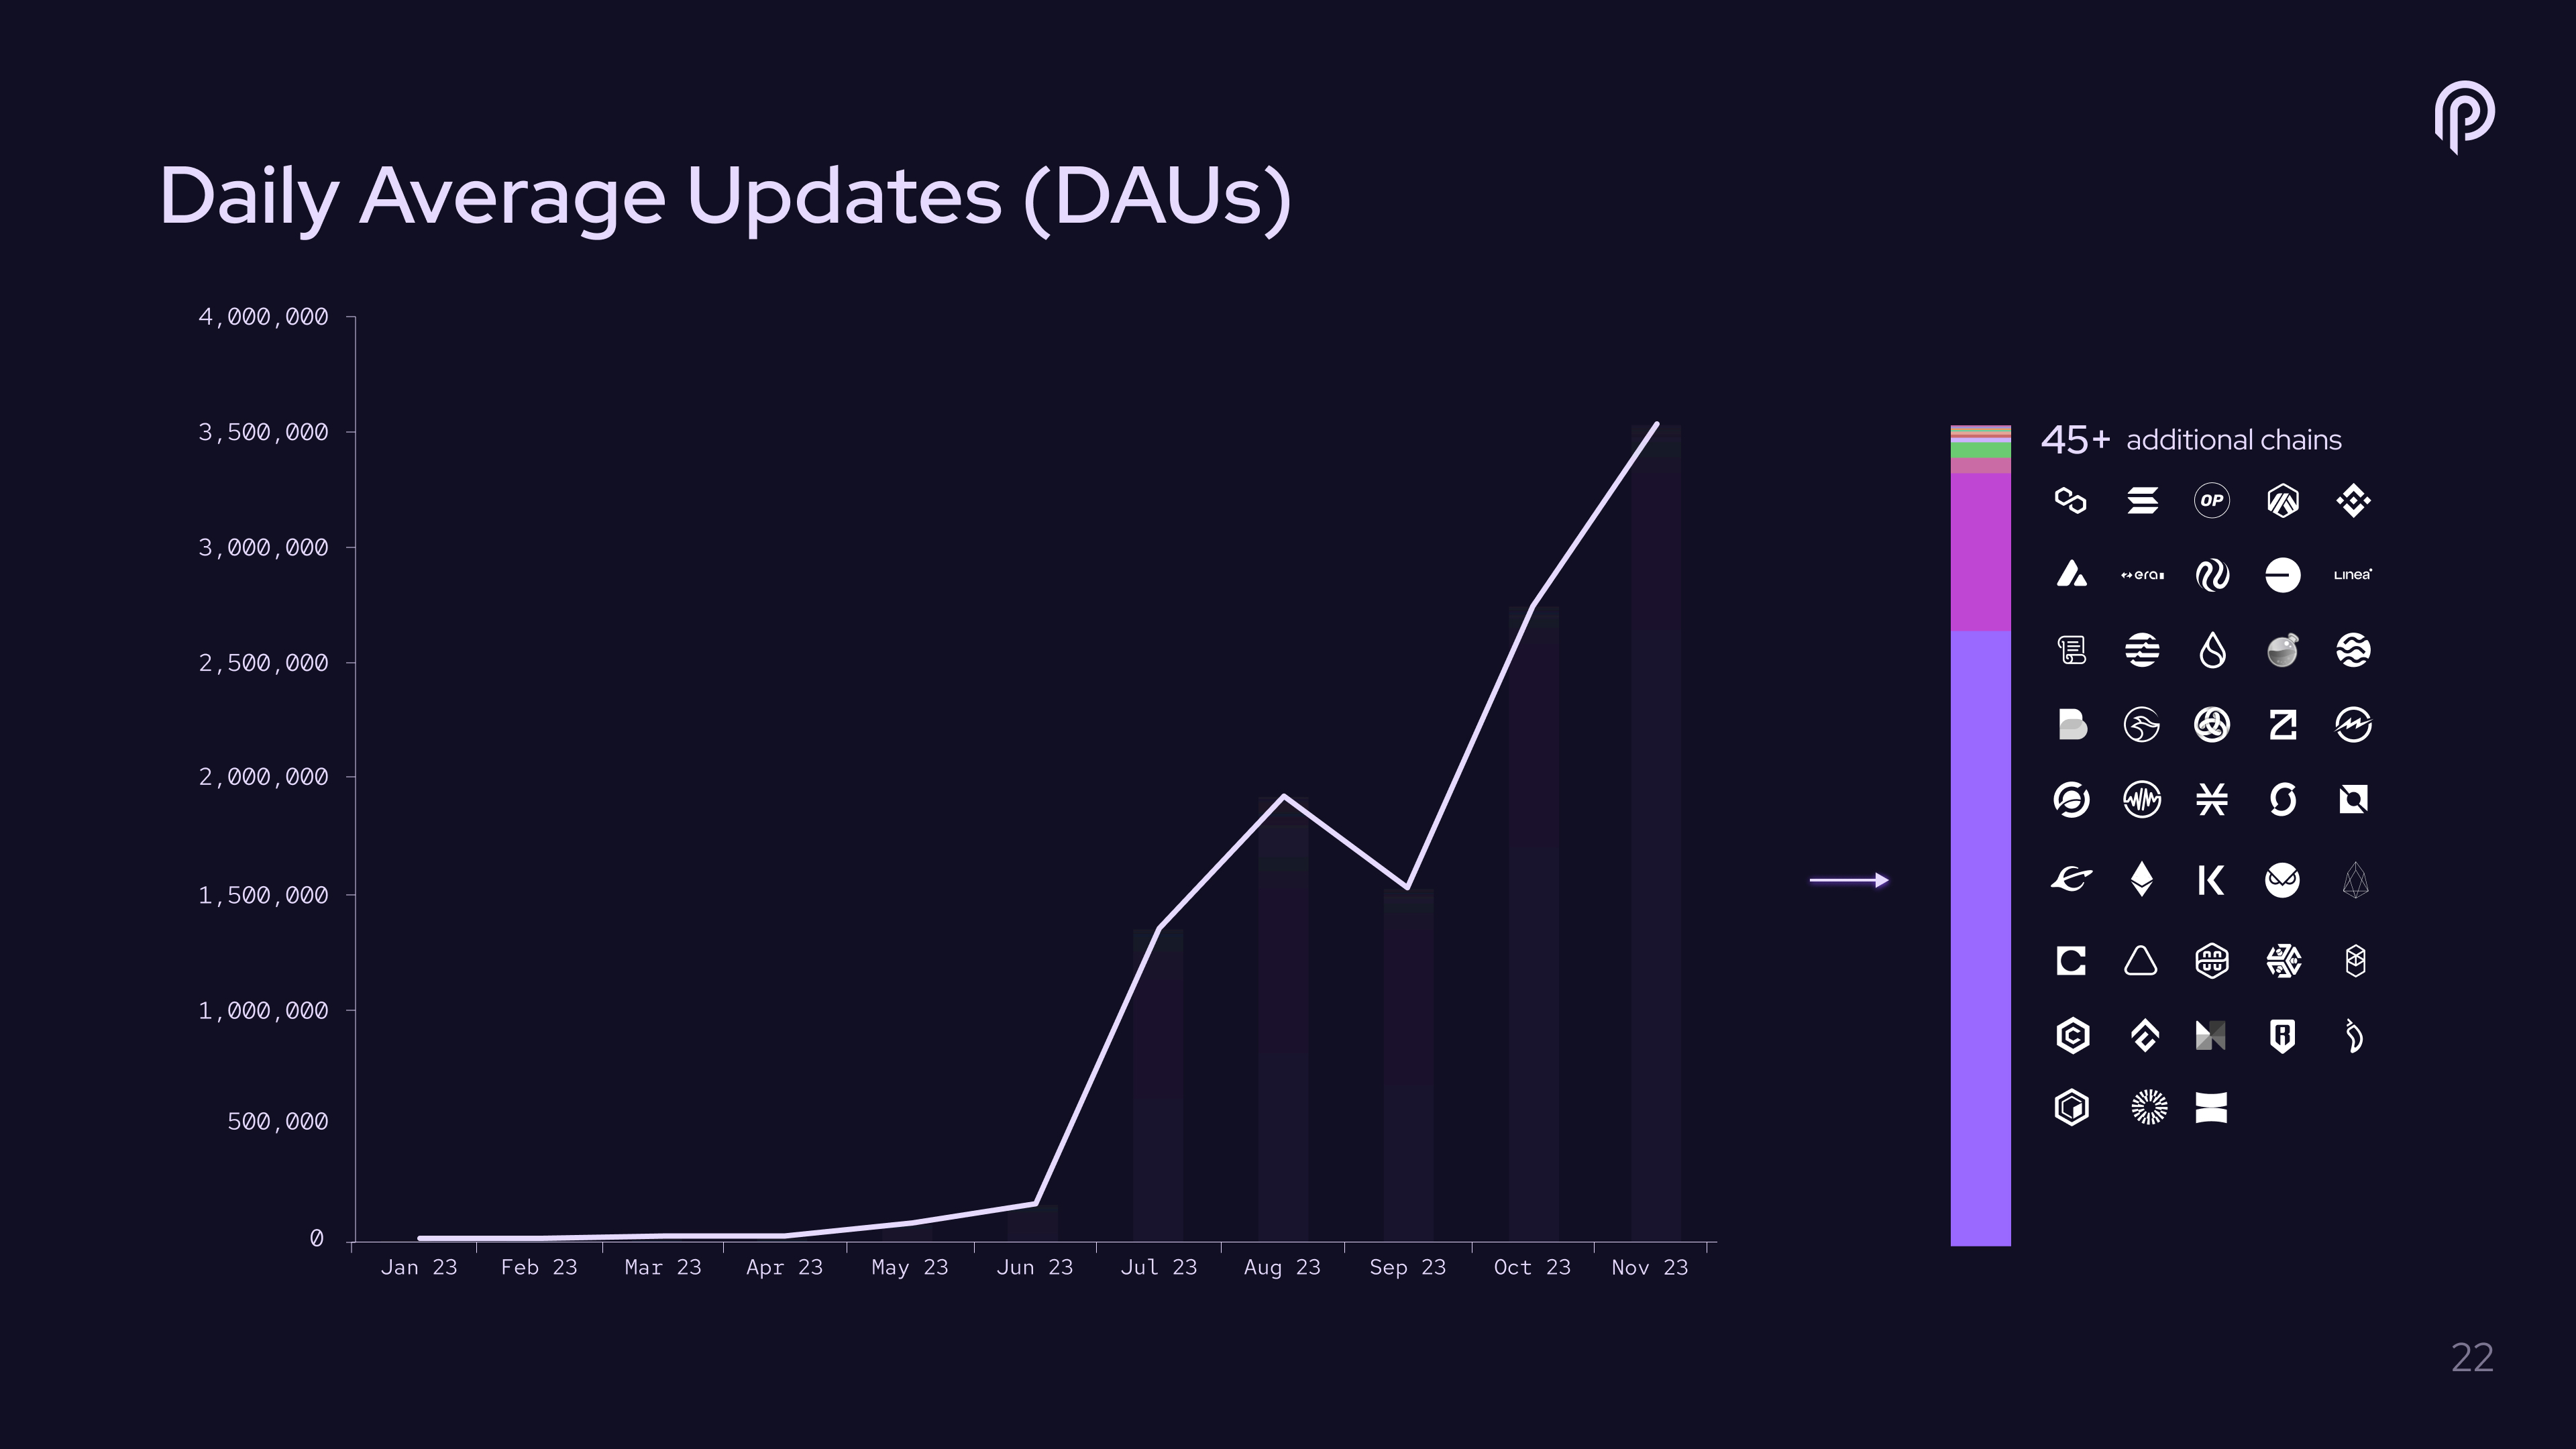 Daily Average Updates (DAUs)
4,000,000
3,500,000
3,000,000
2,500,000
2,000,000
1,500,000
1,000,000
500,000
0
Jan 23 Feb 23 Mar 23 Apr 23 May 23 Jun 23 Jul 23 Aug 23 Sep 23 Oct 23 Nov 23
45+ additional chains
OP
era
Linea
22